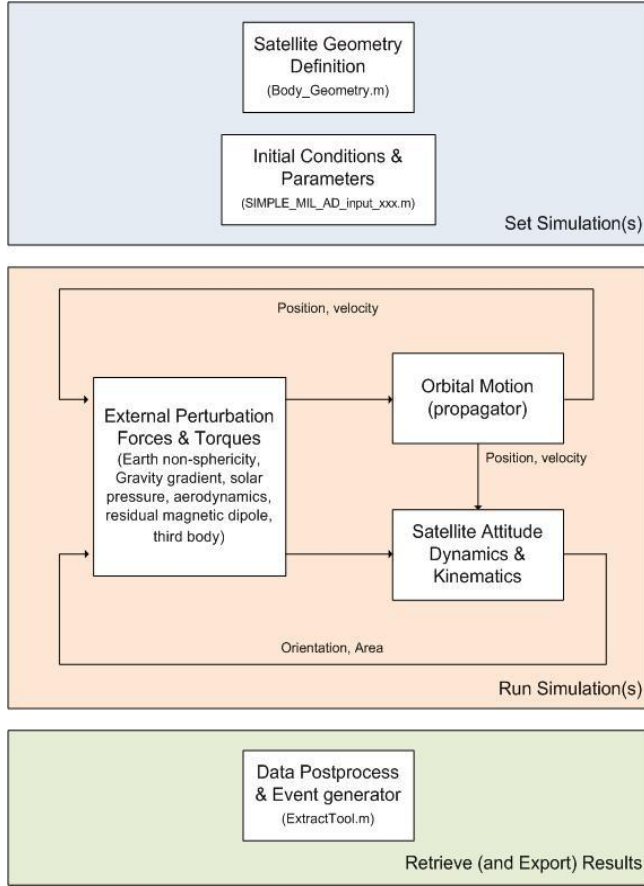 Satellite Geometry
Definition
(Body_Geometry.m)
Initial Conditions &
Parameters
(SIMPLE_MIL_AD_input_xxx.m)
Set Simulation(s)
Position, velocity
External Perturbation
Forces & Torques
(Earth non-sphericity,
Gravity gradient, solar
pressure, aerodynamics,
residual magnetic dipole,
third body)
Orbital Motion
(propagator)
Position, velocity
Satellite Attitude
Dynamics &
Kinematics
Orientation, Area
Run Simulation(s)
Data Postprocess
& Event generator
(ExtractTool.m)
Retrieve (and Export) Results